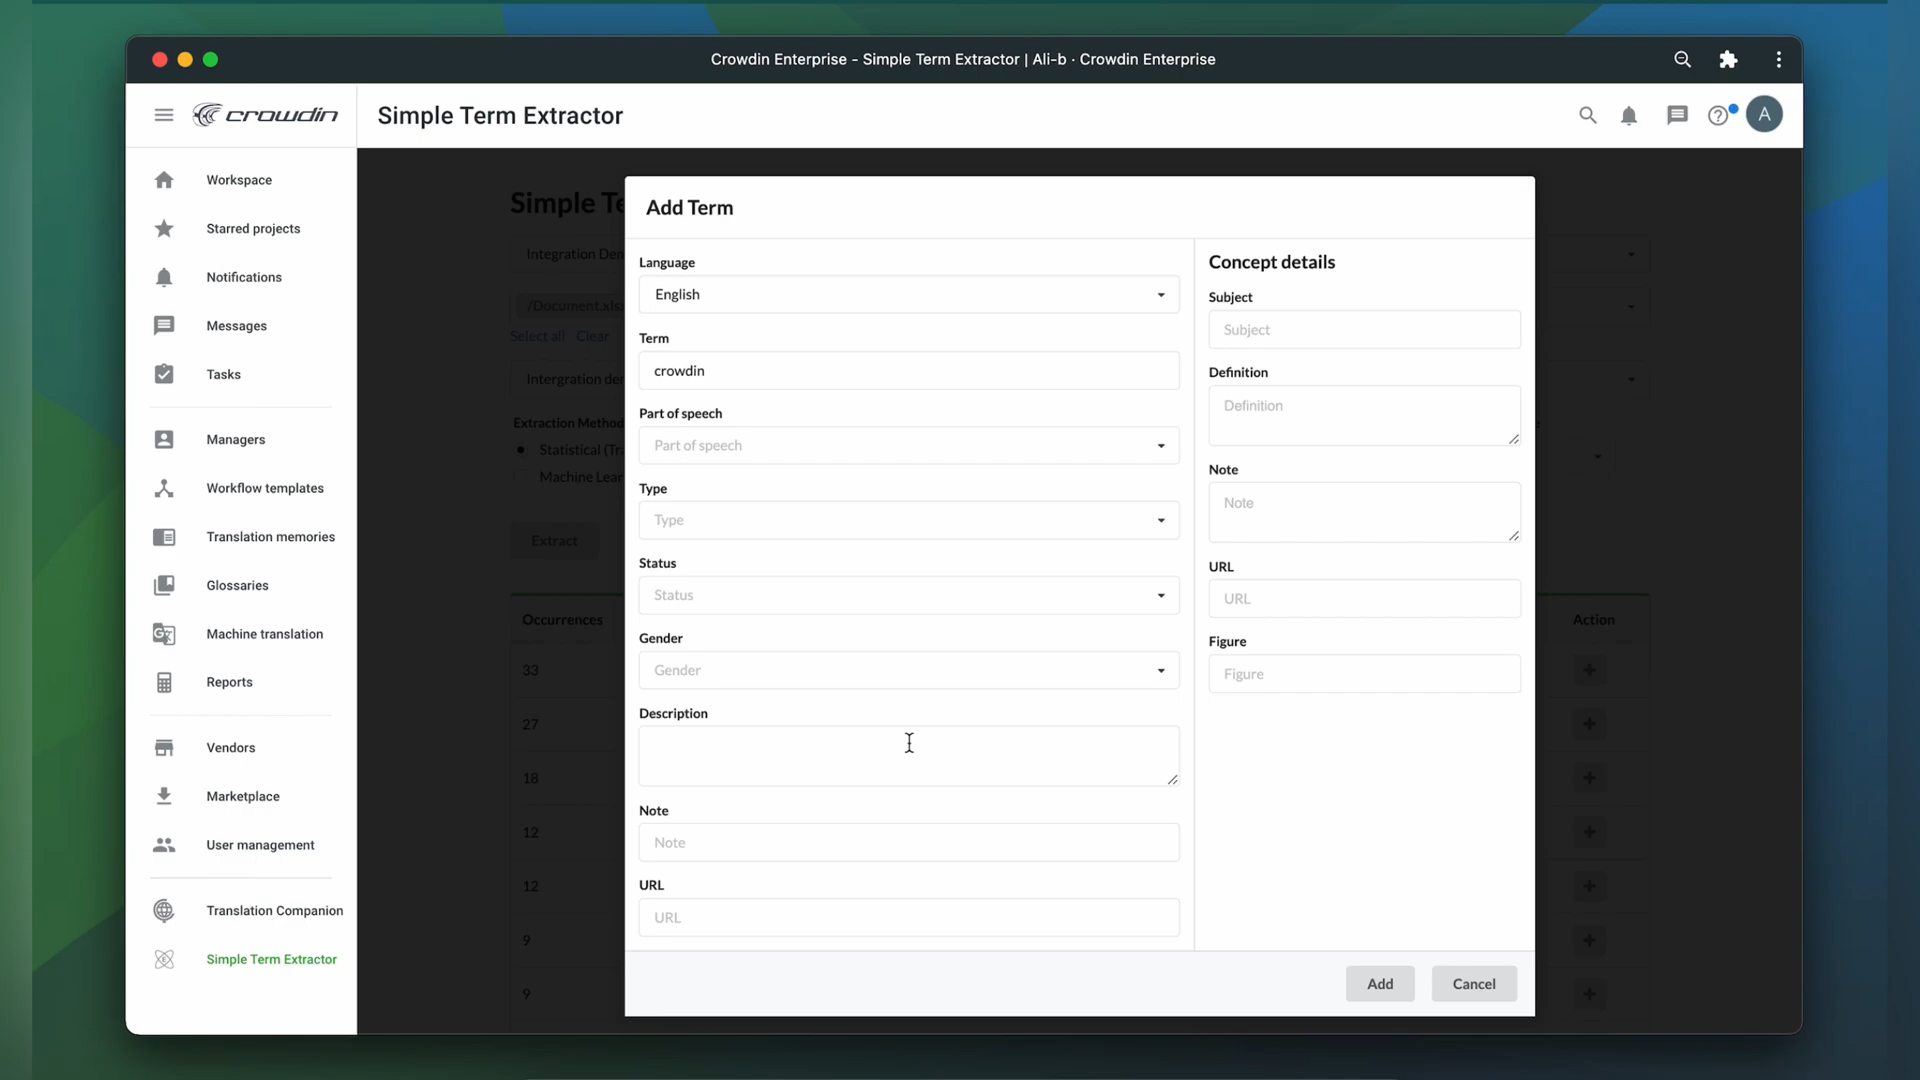 Crowdin Enterprise - Simple Term Extractor | Ali-b · Crowdin Enterprise
crowdin
Simple Term Extractor
A
Workspace
Starred projects
Notifications
Messages
Tasks
Managers
Workflow templates
Translation memories
Glossaries
Machine translation
Reports
Vendors
Marketplace
User management
Translation Companion
Simple Term Extractor
Simple Te
Integration Den
/Document.xls
Select all Clear
Intergration de
Extraction Method
Statistical (Tr
Machine Lear
Extract
Occurrences
33
27
18
12
12
9
9
Add Term
Language
English
Term
crowdin
Part of speech
Part of speech
Type
Type
Status
Status
Gender
Gender
Description
Note
Note
URL
URL
Concept details
Subject
Subject
Definition
Definition
Note
Note
URL
URL
Figure
Figure
Add Cancel
Action